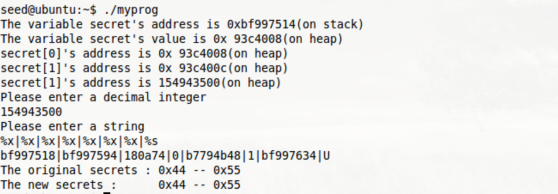 seed@ubuntu:~$ ./myprog
The variable secret's address is 0xbf997514(on stack)
The variable secret's value is 0x 93c4008(on heap)
secret[0]'s address is 0x 93c4008(on heap)
secret[1]'s address is 0x 93c400c(on heap)
secret[1]'s address is 154943500(on heap)
Please enter a decimal integer
154943500
Please enter a string
%x|%x|%x|%x|%x|%x|%x|%s
bf997518|bf997594|180a74|0|b7794b48|1|bf997634|U
The original secrets : 0x44 -- 0x55
The new secrets :      0x44 -- 0x55